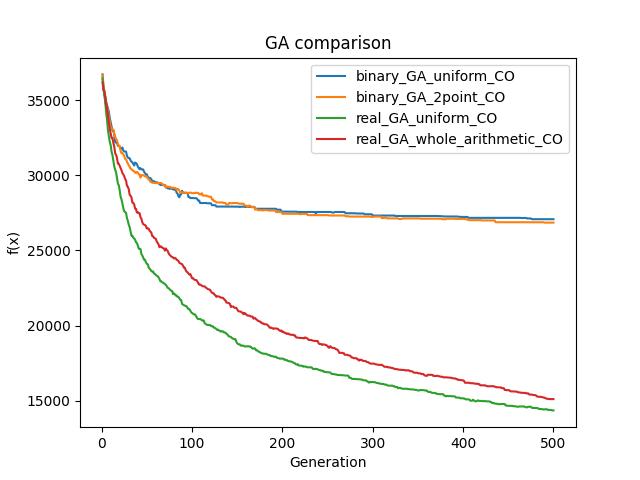 GA comparison
binary_GA_uniform_CO
binary_GA_2point_CO
real_GA_uniform_CO
real_GA_whole_arithmetic_CO
35000
30000
25000
20000
15000
f(x)
0 100 200 300 400 500
Generation